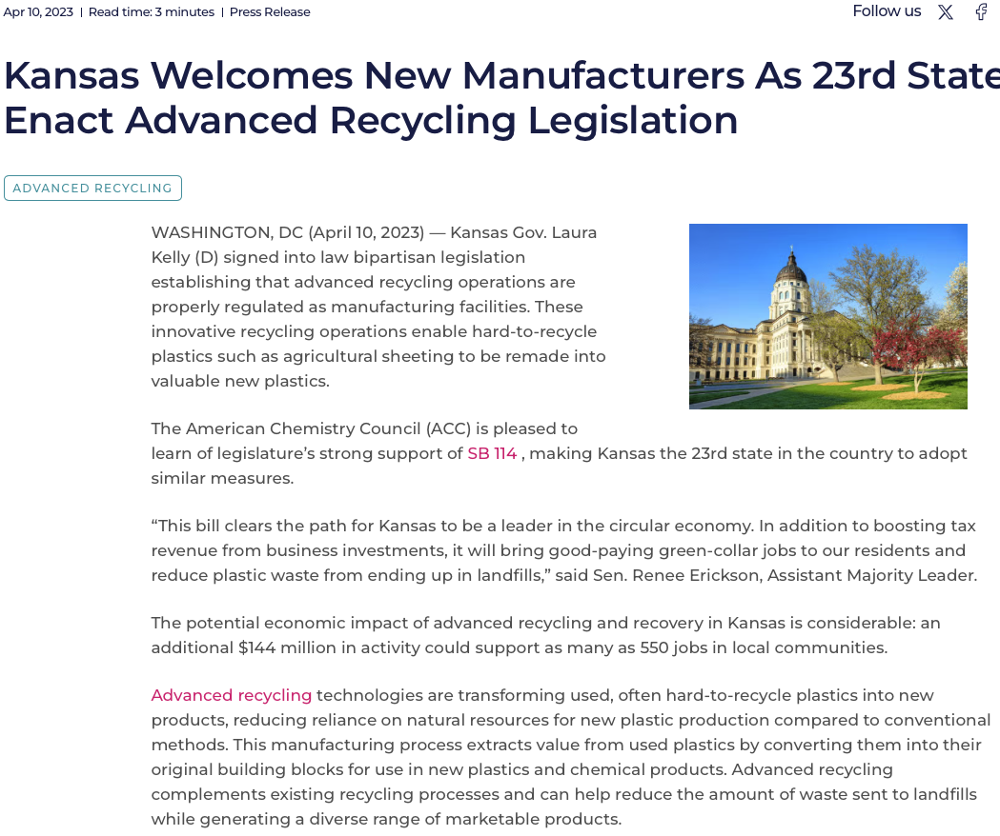 Apr 10, 2023 | Read time: 3 minutes | Press Release
Follow us
Kansas Welcomes New Manufacturers As 23rd State
Enact Advanced Recycling Legislation
ADVANCED RECYCLING
WASHINGTON, DC (April 10, 2023) — Kansas Gov. Laura
Kelly (D) signed into law bipartisan legislation
establishing that advanced recycling operations are
properly regulated as manufacturing facilities. These
innovative recycling operations enable hard-to-recycle
plastics such as agricultural sheeting to be remade into
valuable new plastics.
The American Chemistry Council (ACC) is pleased to
learn of legislature’s strong support of SB 114 , making Kansas the 23rd state in the country to adopt
similar measures.
“This bill clears the path for Kansas to be a leader in the circular economy. In addition to boosting tax
revenue from business investments, it will bring good-paying green-collar jobs to our residents and
reduce plastic waste from ending up in landfills,” said Sen. Renee Erickson, Assistant Majority Leader.
The potential economic impact of advanced recycling and recovery in Kansas is considerable: an
additional $144 million in activity could support as many as 550 jobs in local communities.
Advanced recycling technologies are transforming used, often hard-to-recycle plastics into new
products, reducing reliance on natural resources for new plastic production compared to conventional
methods. This manufacturing process extracts value from used plastics by converting them into their
original building blocks for use in new plastics and chemical products. Advanced recycling
complements existing recycling processes and can help reduce the amount of waste sent to landfills
while generating a diverse range of marketable products.